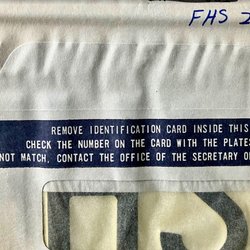 FHS 2
REMOVE IDENTIFICATION CARD INSIDE THIS
CHECK THE NUMBER ON THE CARD WITH THE PLATES
NOT MATCH, CONTACT THE OFFICE OF THE SECRETARY O